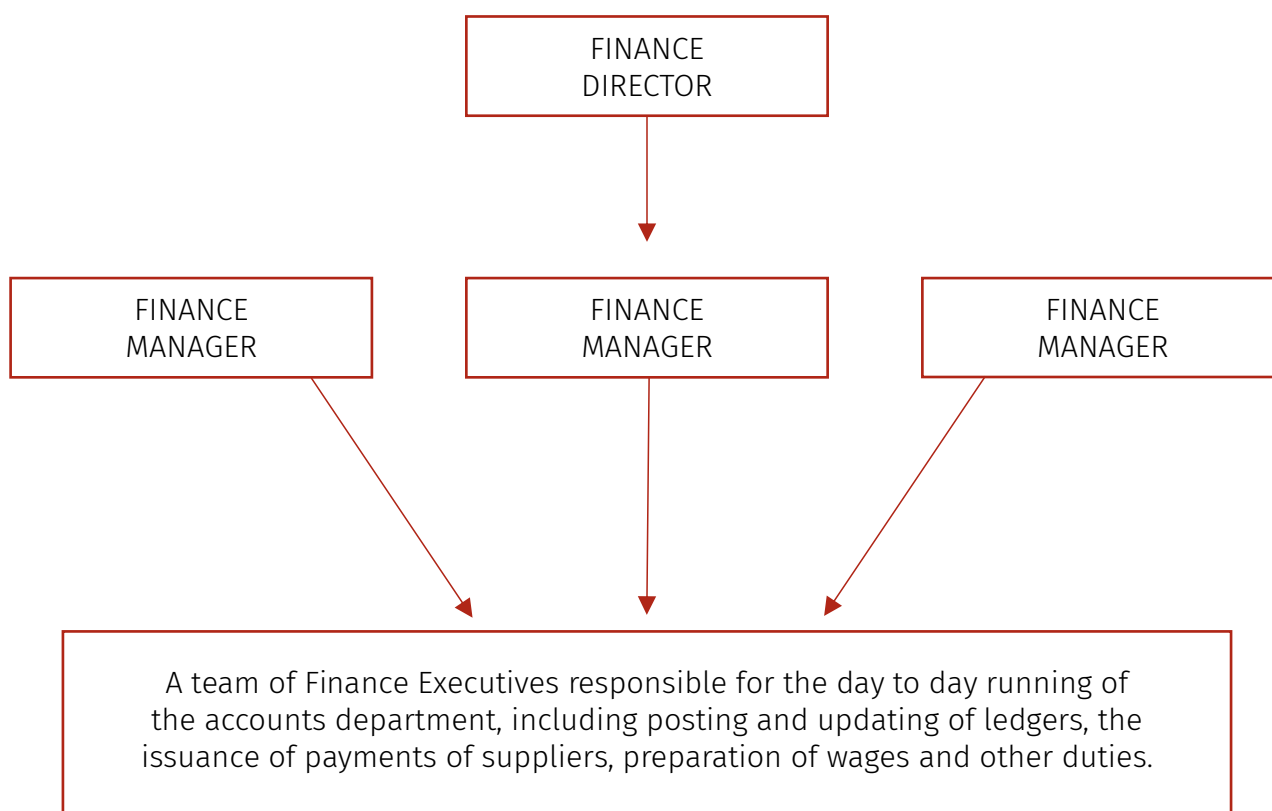 FINANCE
DIRECTOR
FINANCE
MANAGER
FINANCE
MANAGER
FINANCE
MANAGER
A team of Finance Executives responsible for the day to day running of
the accounts department, including posting and updating of ledgers, the
issuance of payments of suppliers, preparation of wages and other duties.